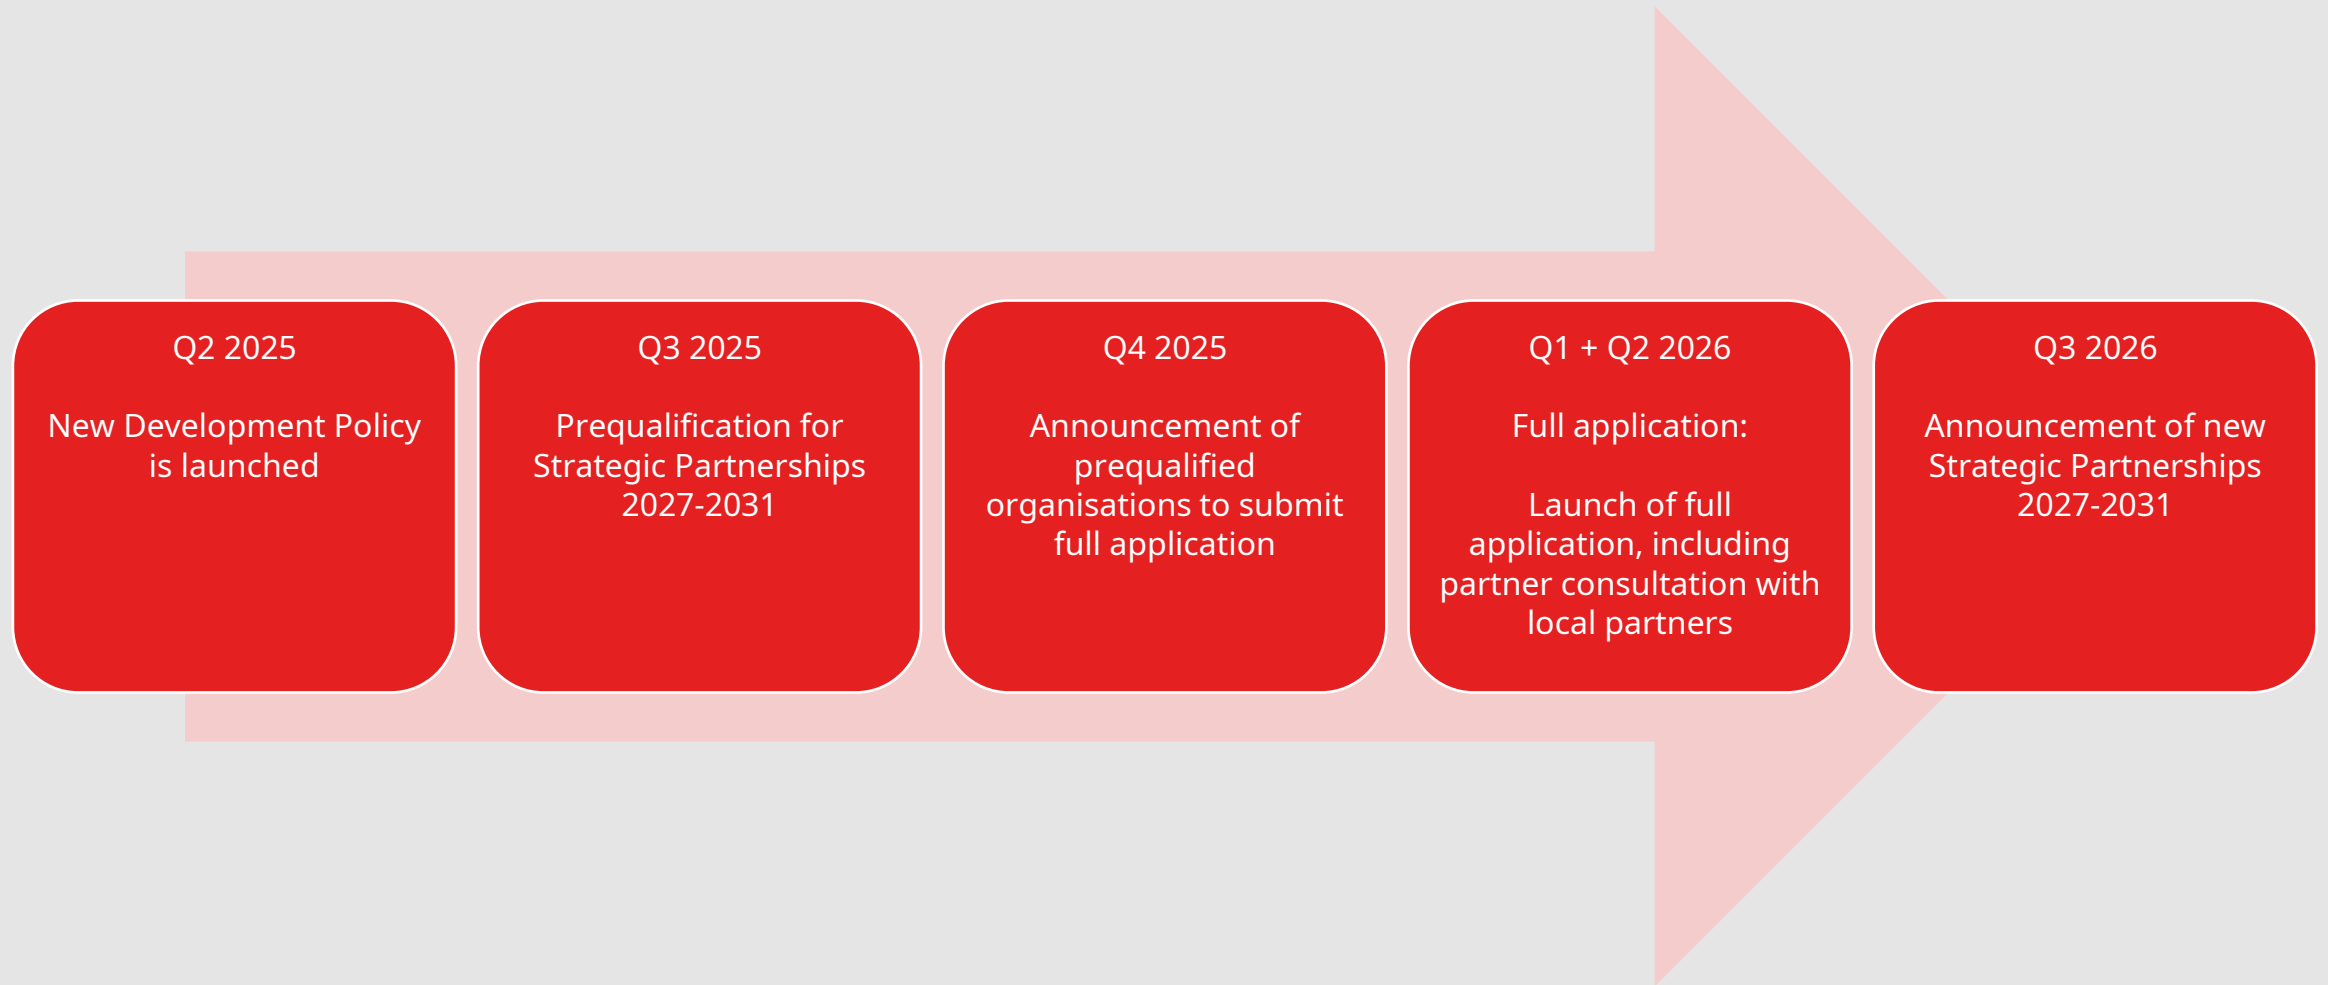 Q2 2025
New Development Policy
is launched
Q3 2025
Prequalification for
Strategic Partnerships
2027-2031
Q4 2025
Announcement of
prequalified
organisations to submit
full application
Q1 + Q2 2026
Full application:
Launch of full
application, including
partner consultation with
local partners
Q3 2026
Announcement of new
Strategic Partnerships
2027-2031